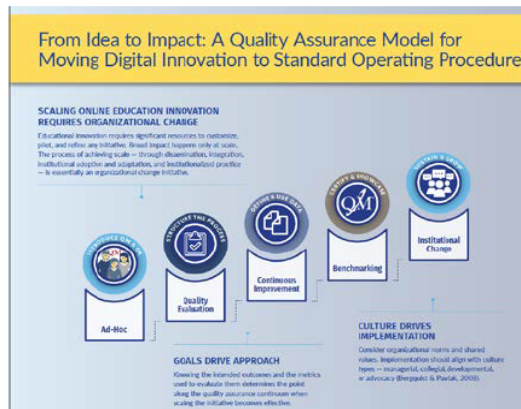 From Idea to Impact: A Quality Assurance Model for
Moving Digital Innovation to Standard Operating Procedure
SCALING ONLINE EDUCATION INNOVATION
REQUIRES ORGANIZATIONAL CHANGE
Educational innovation requires significant resources to customize,
pilot, and refine any initiative. Broad impact happens only at scale.
The process of achieving scale — through dissemination, integration,
institutional adoption and adaptation, and institutionalized practice
— is essentially an organizational change initiative.
INTRODUCE QM & QA
Ad-Hoc
STRUCTURE THE PROCESS
Quality
Evaluation
DEFINE & USE DATA
Continuous
Improvement
CERTIFY & SHOWCASE
QM
Benchmarking
SUSTAIN & GROW
Institutional
Change
GOALS DRIVE APPROACH
Knowing the intended outcomes and the metrics
used to evaluate them determines the point
along the quality assurance continuum when
scaling the initiative becomes effective.
CULTURE DRIVES
IMPLEMENTATION
Consider organizational norms and shared
values. Implementation should align with culture
types — managerial, collegial, developmental,
or advocacy (Bergquist & Pawlak, 2008).